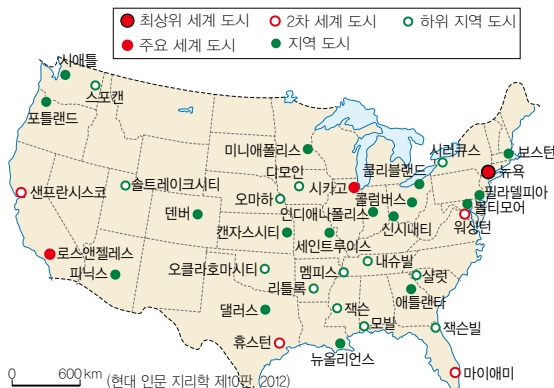 최상위 세계 도시 2차 세계 도시 하위 지역 도시
주요 세계 도시 지역 도시
시애틀
스포캔
포틀랜드
보스턴
시러큐스
미니애폴리스
클리블랜드
뉴욕
디모인
필라델피아
샌프란시스코
솔트레이크시티
시카고
오마하
콜럼버스
볼티모어
덴버
인디애나폴리스
워싱턴
캔자스시티
신시내티
세인트루이스
로스앤젤레스
내슈빌
오클라호마시티
멤피스
샬럿
피닉스
리틀록
애틀랜타
댈러스
잭슨
모빌
잭슨빌
휴스턴
뉴올리언스
마이애미
0 600 km (현대 인문 지리학 제10판, 2012)